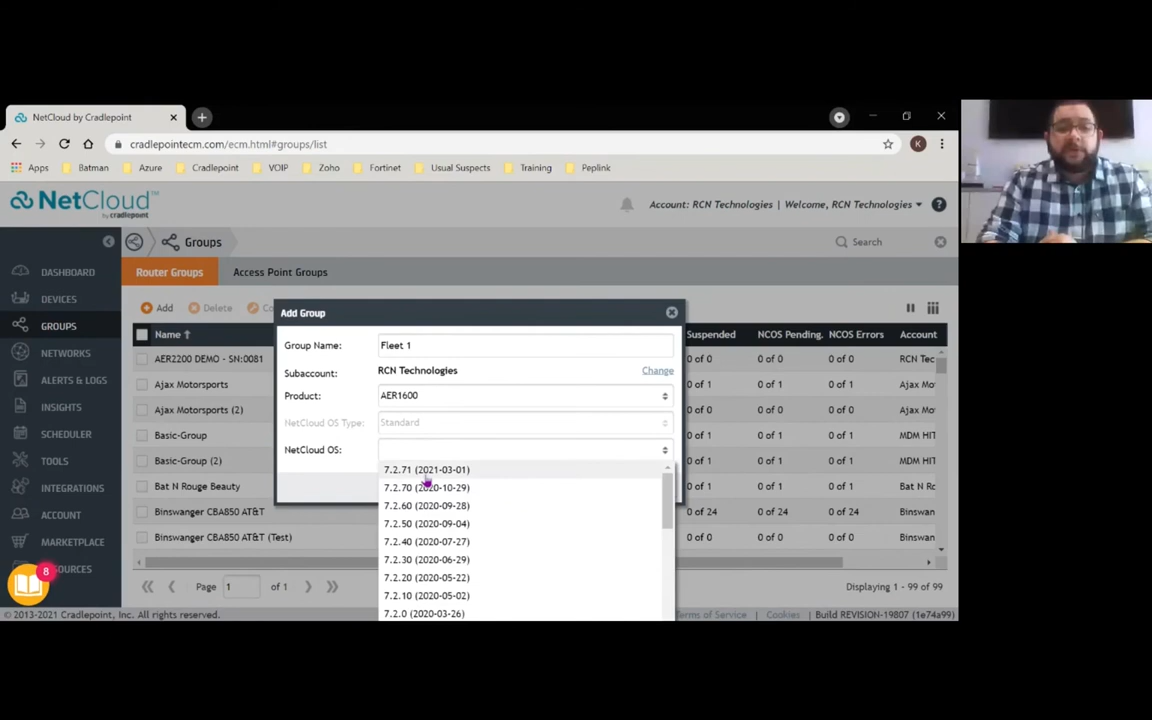 NetCloud by Cradlepoint
cradlepointecm.com/ecm.html#groups/list
K
Apps Batman Azure Cradlepoint VOIP Zoho Fortinet Usual Suspects Training Peplink
NetCloud™
by cradlepoint
Account: RCN Technologies | Welcome, RCN Technologies ?
Groups Search
DASHBOARD
DEVICES
GROUPS
NETWORKS
ALERTS & LOGS
INSIGHTS
SCHEDULER
TOOLS
INTEGRATIONS
ACCOUNT
MARKETPLACE
8
Router Groups Access Point Groups
Add Delete
Name Suspended NCOS Pending. NCOS Errors Account
AER2200 DEMO - SN:0081 0 of 0 0 of 0 0 of 0 RCN Tec
Ajax Motorsports 0 of 1 0 of 1 0 of 1 Ajax Mo
Ajax Motorsports (2) 0 of 0 0 of 0 0 of 0 Ajax Mo
Basic-Group 0 of 1 0 of 1 0 of 1 MDM HIT
Basic-Group (2) 0 of 1 0 of 1 0 of 1 MDM HIT
Bat N Rouge Beauty 0 of 1 0 of 1 0 of 1 Bat N Ro
Binswanger CBA850 AT&T 0 of 24 0 of 24 0 of 24 Binswan
Binswanger CBA850 AT&T (Test) 0 of 1 0 of 1 0 of 1 Binswan
Add Group
Group Name: Fleet 1
Subaccount: RCN Technologies Change
Product: AER1600
NetCloud OS Type: Standard
NetCloud OS:
7.2.71 (2021-03-01)
7.2.70 (2020-10-29)
7.2.60 (2020-09-28)
7.2.50 (2020-09-04)
7.2.40 (2020-07-27)
7.2.30 (2020-06-29)
7.2.20 (2020-05-22)
7.2.10 (2020-05-02)
7.2.0 (2020-03-26)
Page 1 of 1 Displaying 1 - 99 of 99
© 2013-2021 Cradlepoint, Inc. All rights reserved. Terms of Service | Cookies | Build REVISION-19807 (1e74a99)